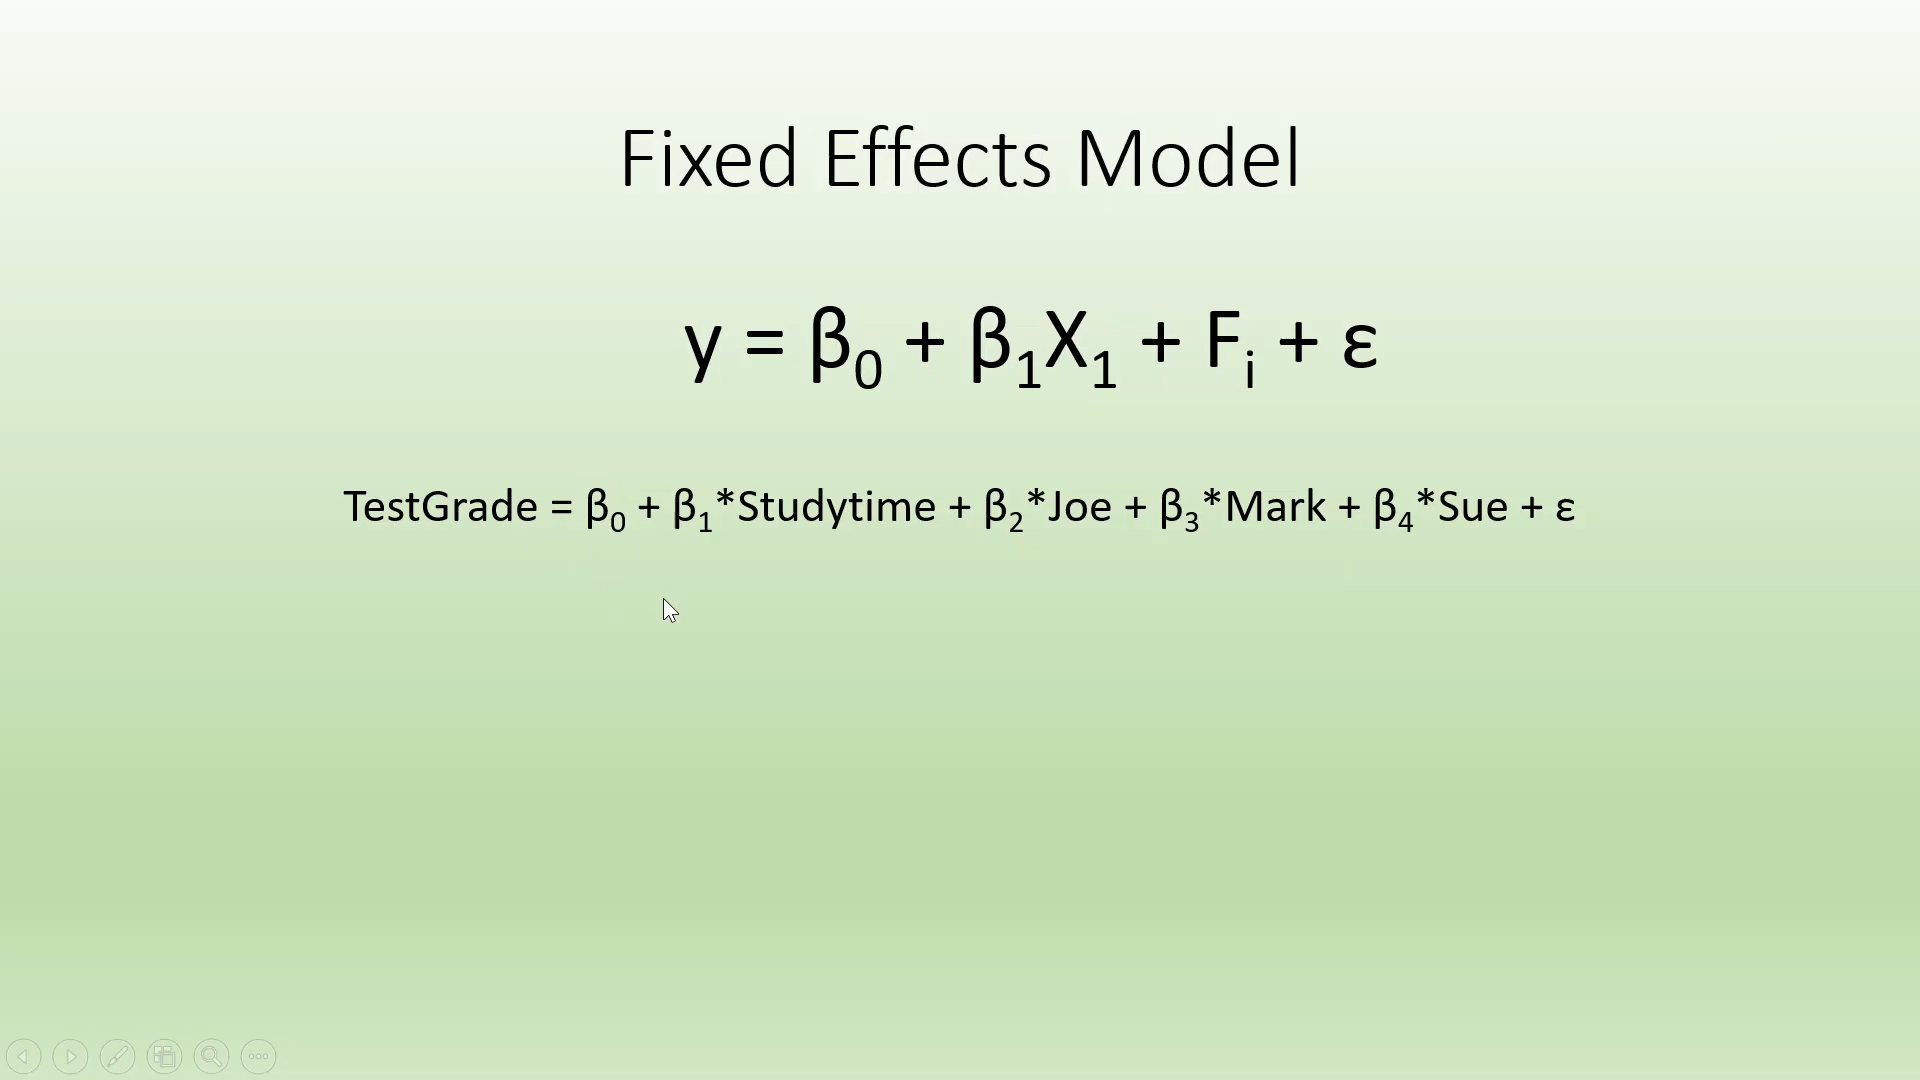 Fixed Effects Model
y = β₀ + β₁X₁ + Fᵢ + ε
TestGrade = β₀ + β₁*Studytime + β₂*Joe + β₃*Mark + β₄*Sue + ε